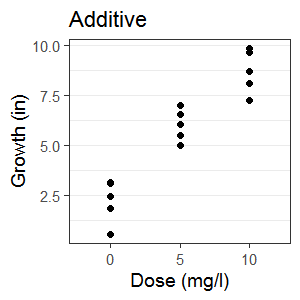 Additive
10.0
7.5
5.0
2.5
Growth (in)
0 5 10
Dose (mg/l)